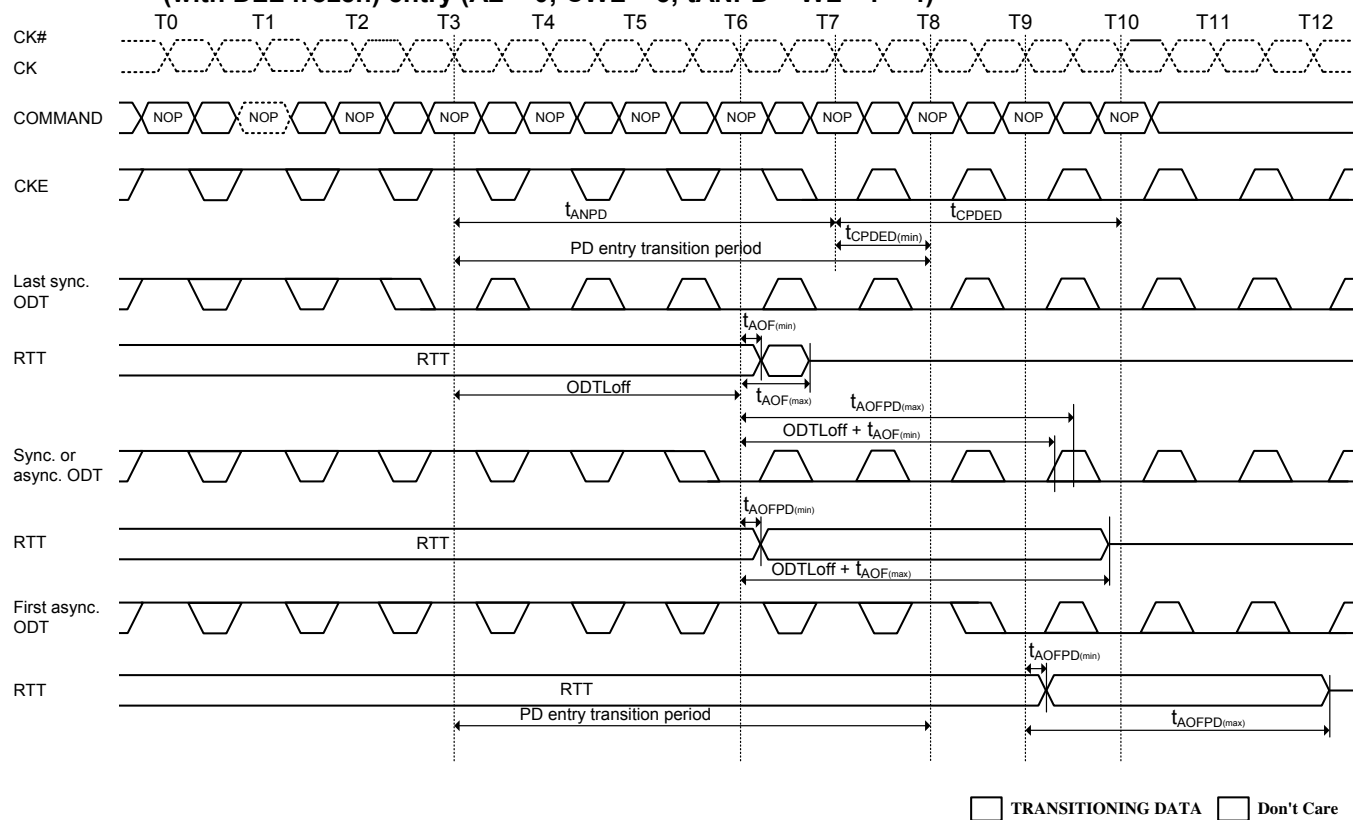 (with DLL frozen) entry (AL = 0; CWL = 5; tANPD = WL - 1 = 4)
T0 T1 T2 T3 T4 T5 T6 T7 T8 T9 T10 T11 T12
CK#
CK
COMMAND NOP NOP NOP NOP NOP NOP NOP NOP NOP NOP NOP
CKE
tANPD tCPDED
tCPDED(min)
PD entry transition period
Last sync.
ODT
tAOF(min)
RTT RTT
ODTLoff
tAOF(max)
tAOFPD(max)
ODTLoff + tAOF(min)
Sync. or
async. ODT
tAOFPD(min)
RTT RTT
ODTLoff + tAOF(max)
First async.
ODT
tAOFPD(min)
RTT RTT
PD entry transition period
tAOFPD(max)
TRANSITIONING DATA Don't Care